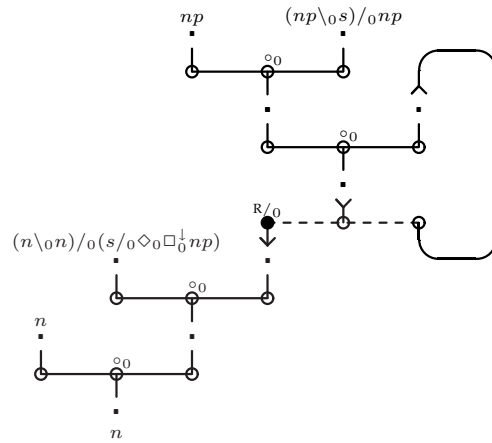 np (np\₀s)/₀np
∘₀
∘₀
R/₀
(n\₀n)/₀(s/₀◇₀□₀↓np)
∘₀
n
∘₀
n